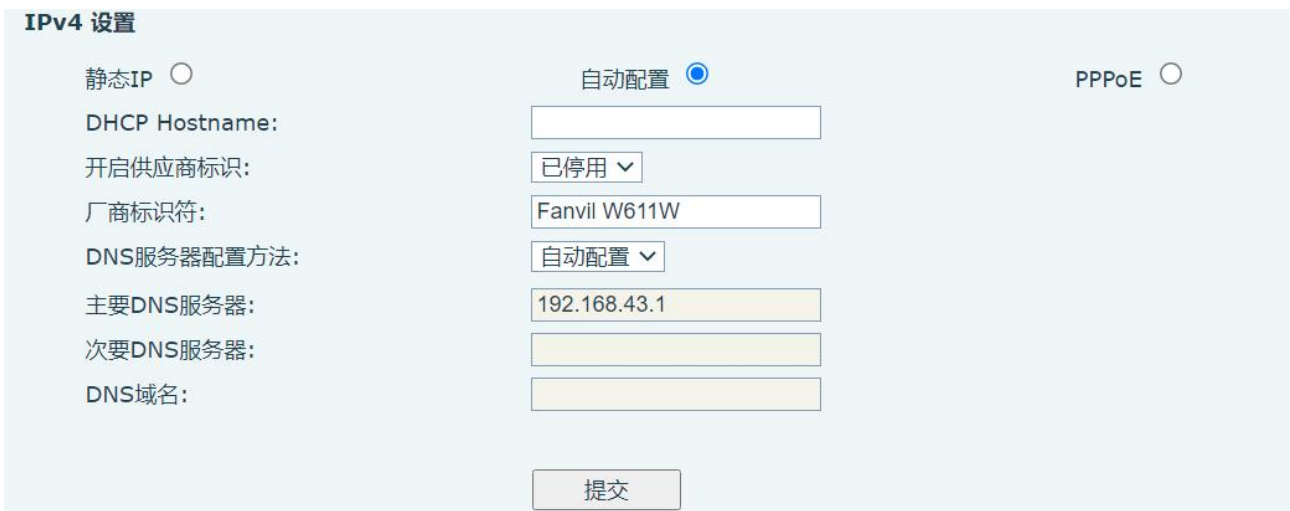 IPv4 设置
静态IP 自动配置 PPPoE
DHCP Hostname:
开启供应商标识: 已停用
厂商标识符: Fanvil W611W
DNS服务器配置方法: 自动配置
主要DNS服务器: 192.168.43.1
次要DNS服务器:
DNS域名:
提交